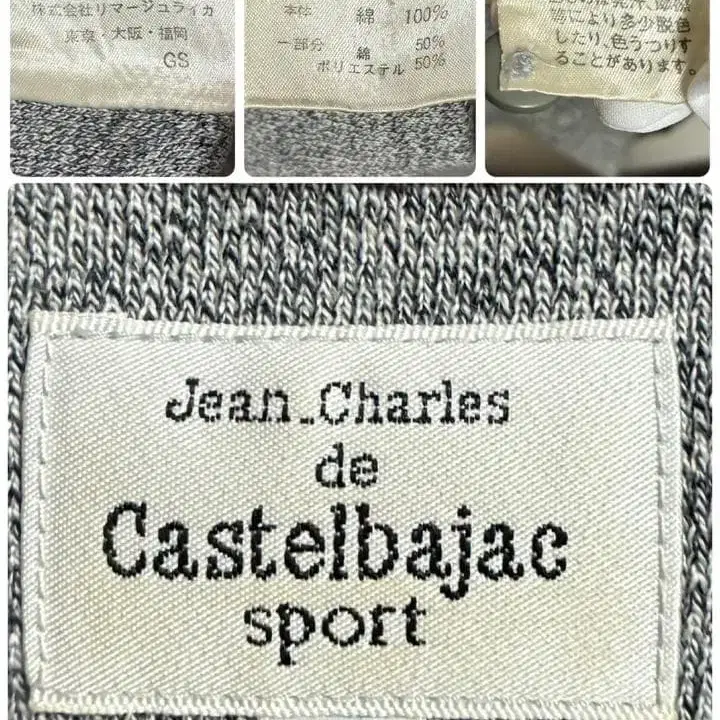 株式会社リマージュライカ
東京・大阪・福岡
GS
本体 綿 100%
一部分 綿 50%
ポリエステル 50%
等により多少脱色
したり、色うつりす
ることがあります。
Jean_Charles
de
Castelbajac
sport